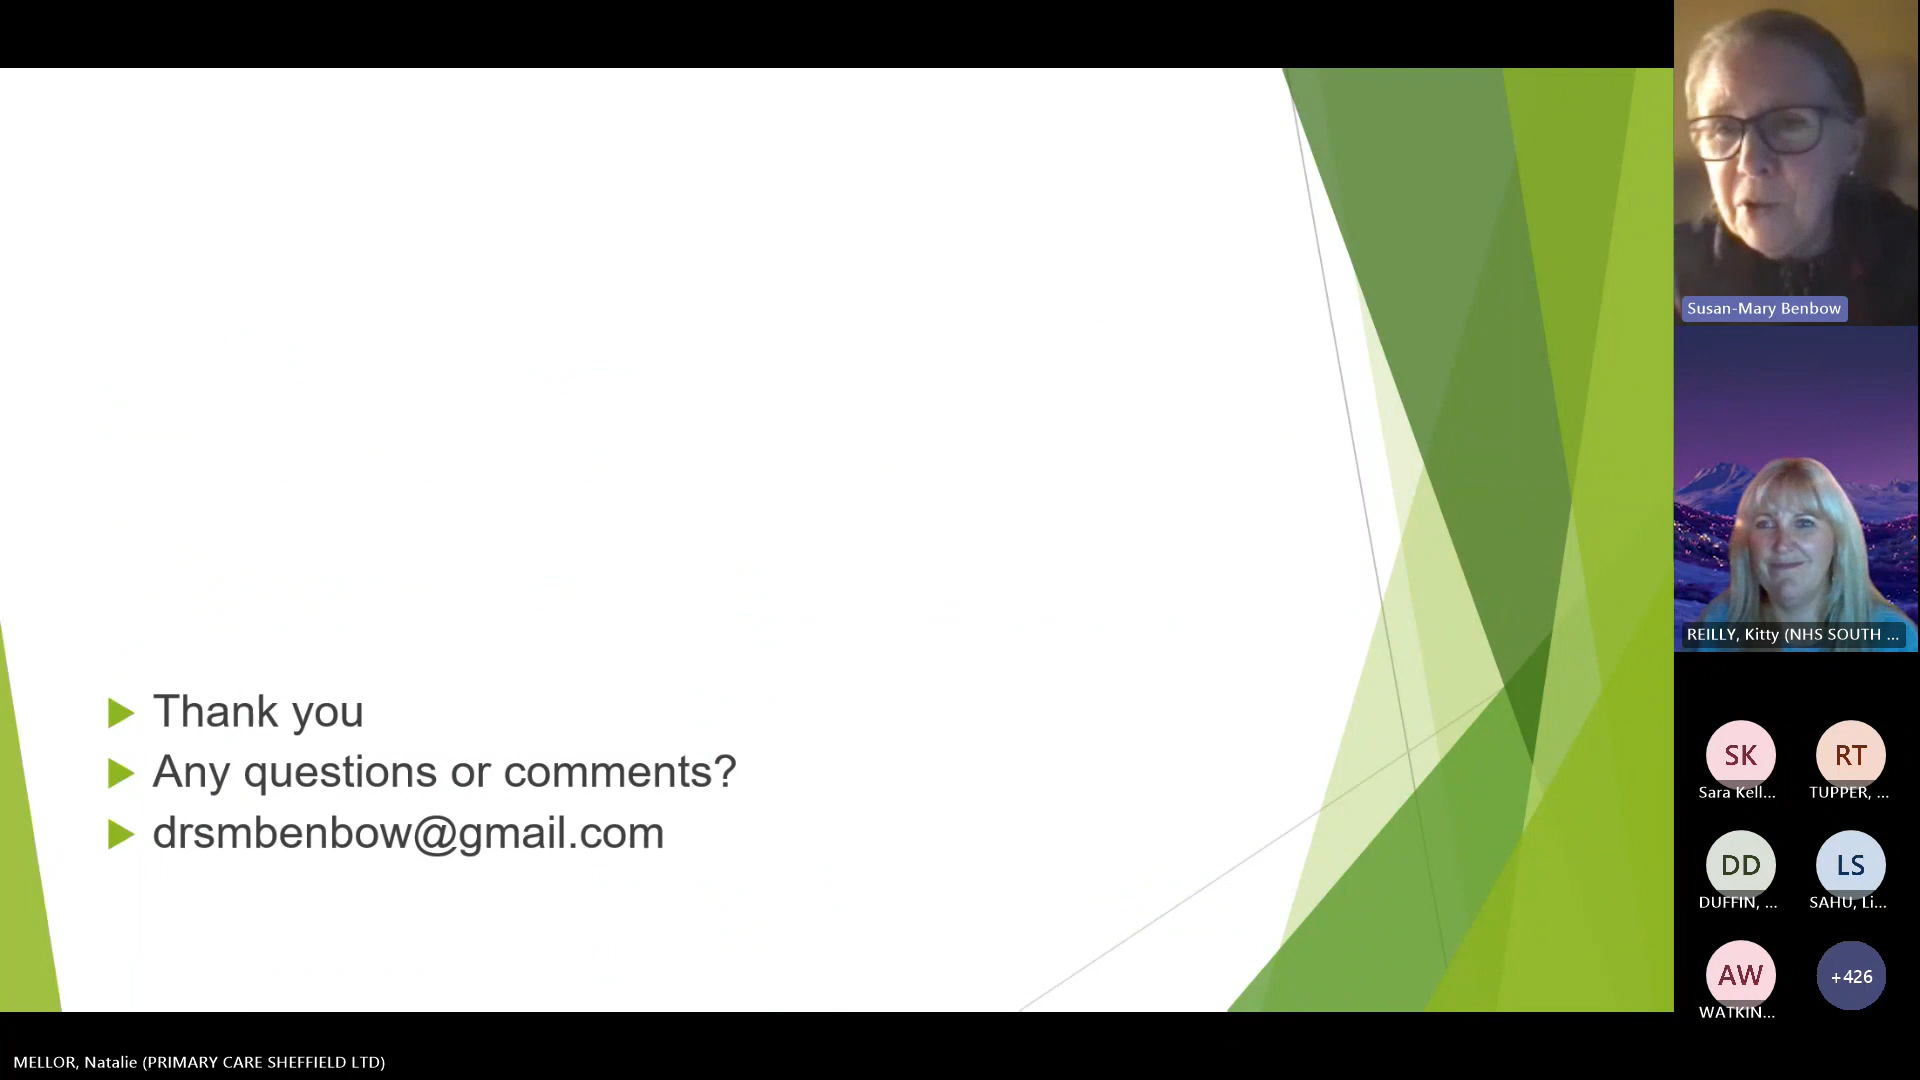 Thank you
Any questions or comments?
drsmbenbow@gmail.com
Susan-Mary Benbow
REILLY, Kitty (NHS SOUTH ...
SK
Sara Kell...
RT
TUPPER, ...
DD
DUFFIN, ...
LS
SAHU, Li...
AW
WATKIN...
+426
MELLOR, Natalie (PRIMARY CARE SHEFFIELD LTD)